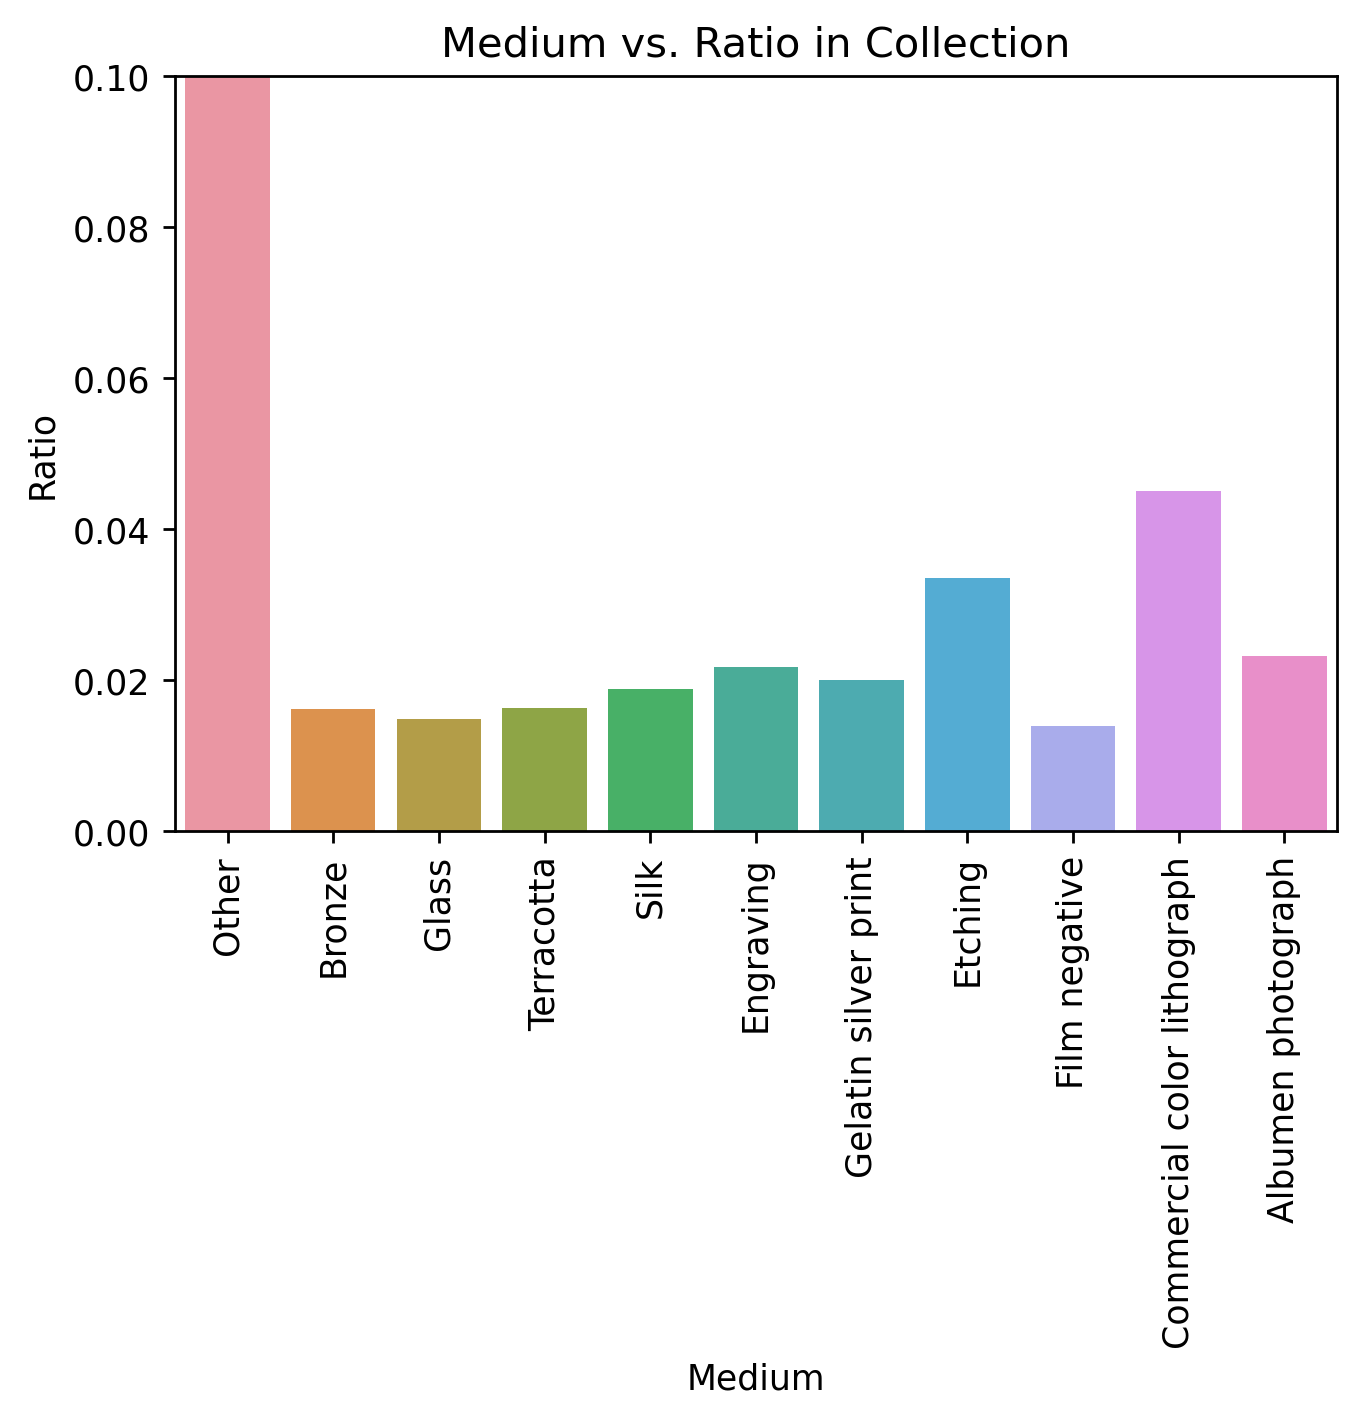 Medium vs. Ratio in Collection
0.10
0.08
0.06
0.04
0.02
0.00
Ratio
Other
Bronze
Glass
Terracotta
Silk
Engraving
Gelatin silver print
Etching
Film negative
Commercial color lithograph
Albumen photograph
Medium